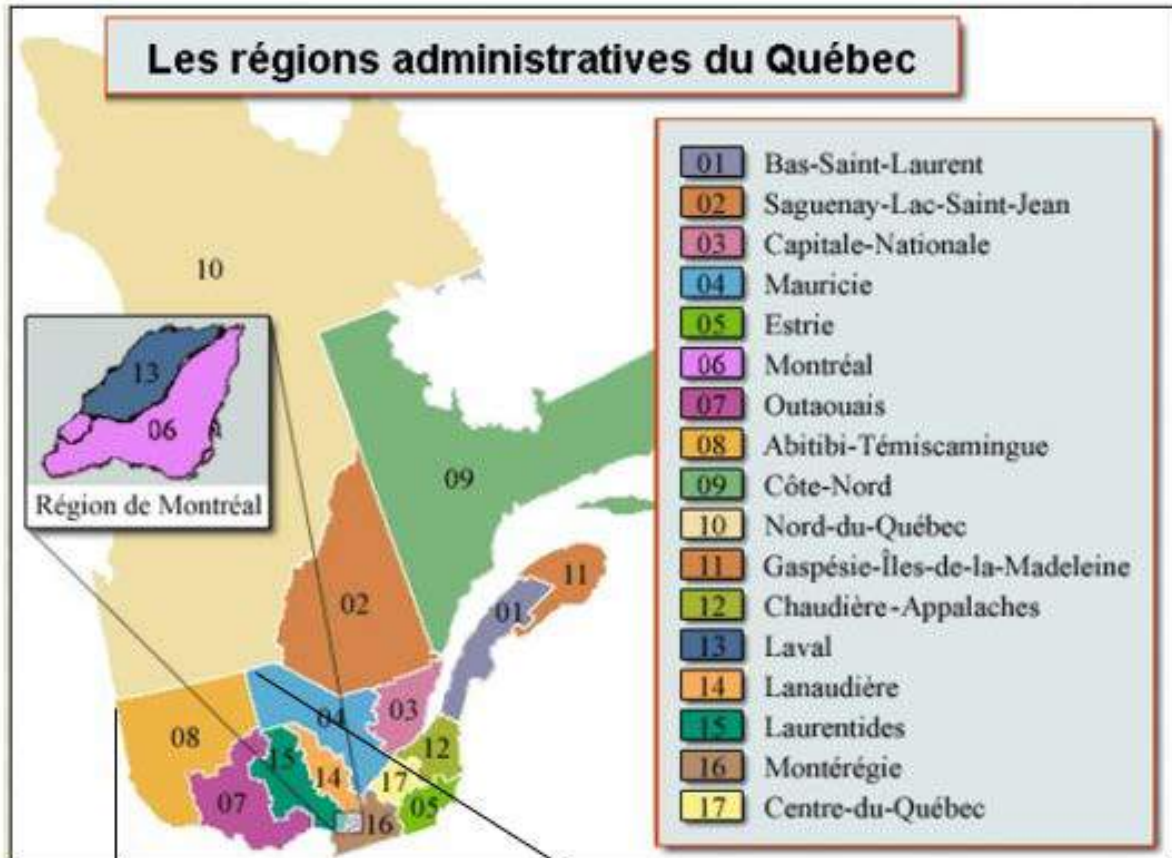 Les régions administratives du Québec
01 Bas-Saint-Laurent
02 Saguenay-Lac-Saint-Jean
03 Capitale-Nationale
04 Mauricie
05 Estrie
06 Montréal
07 Outaouais
08 Abitibi-Témiscamingue
09 Côte-Nord
10 Nord-du-Québec
11 Gaspésie-Îles-de-la-Madeleine
12 Chaudière-Appalaches
13 Laval
14 Lanaudière
15 Laurentides
16 Montérégie
17 Centre-du-Québec
10
13
06
Région de Montréal
09
11
02
01
04
03
08
12
15
14
17
07
05
16